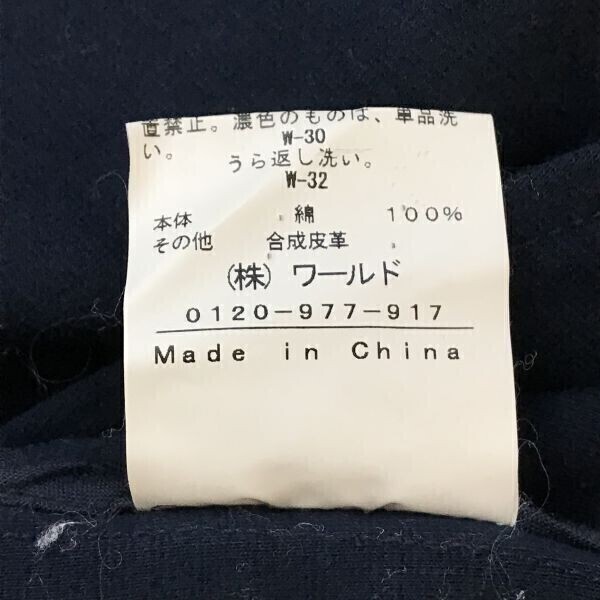 置禁止。濃色のものは、単品洗
い。 W-30
うら返し洗い。
W-32
本体 綿 100%
その他 合成皮革
(株) ワールド
0120-977-917
Made in China